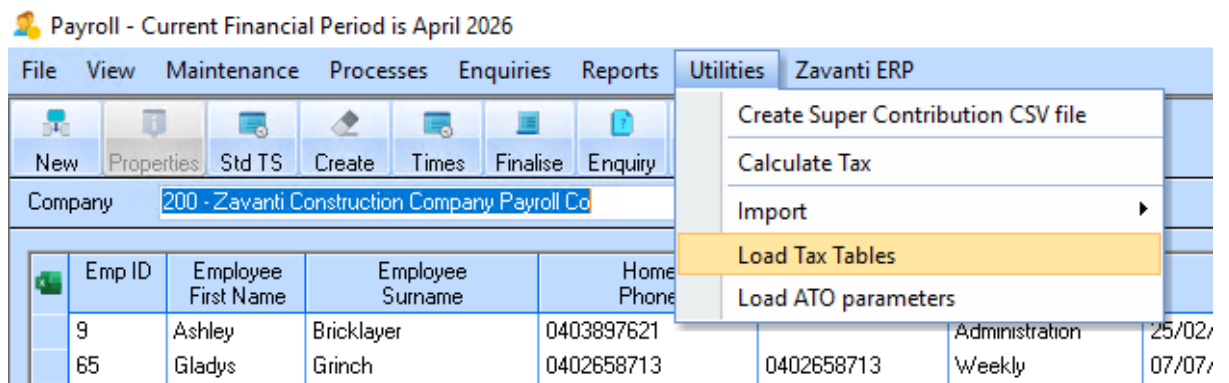 Payroll - Current Financial Period is April 2026
File View Maintenance Processes Enquiries Reports Utilities Zavanti ERP
New Properties Std TS Create Times Finalise Enquiry
Create Super Contribution CSV file
Calculate Tax
Import
Load Tax Tables
Load ATO parameters
Company 200 - Zavanti Construction Company Payroll Co
Emp ID Employee First Name Employee Surname Home Phone
9 Ashley Bricklayer 0403897621 Administration 25/02/
65 Gladys Grinch 0402658713 0402658713 Weekly 07/07/